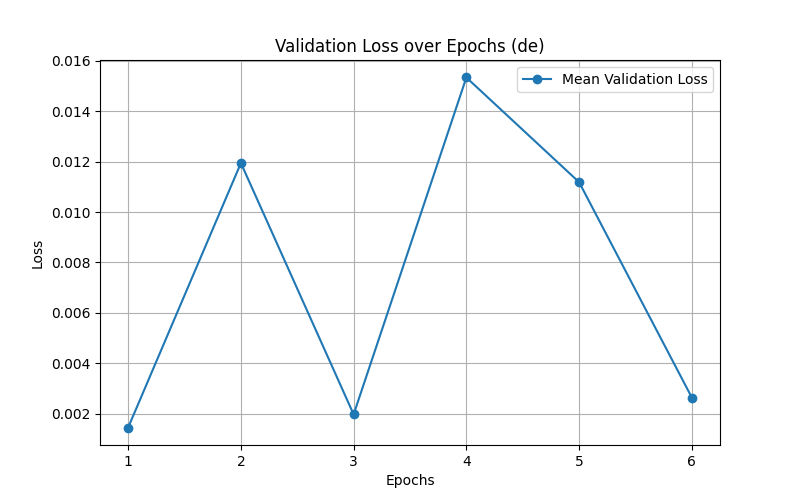 Validation Loss over Epochs (de)
Mean Validation Loss
0.016
0.014
0.012
0.010
0.008
0.006
0.004
0.002
Loss
1 2 3 4 5 6
Epochs